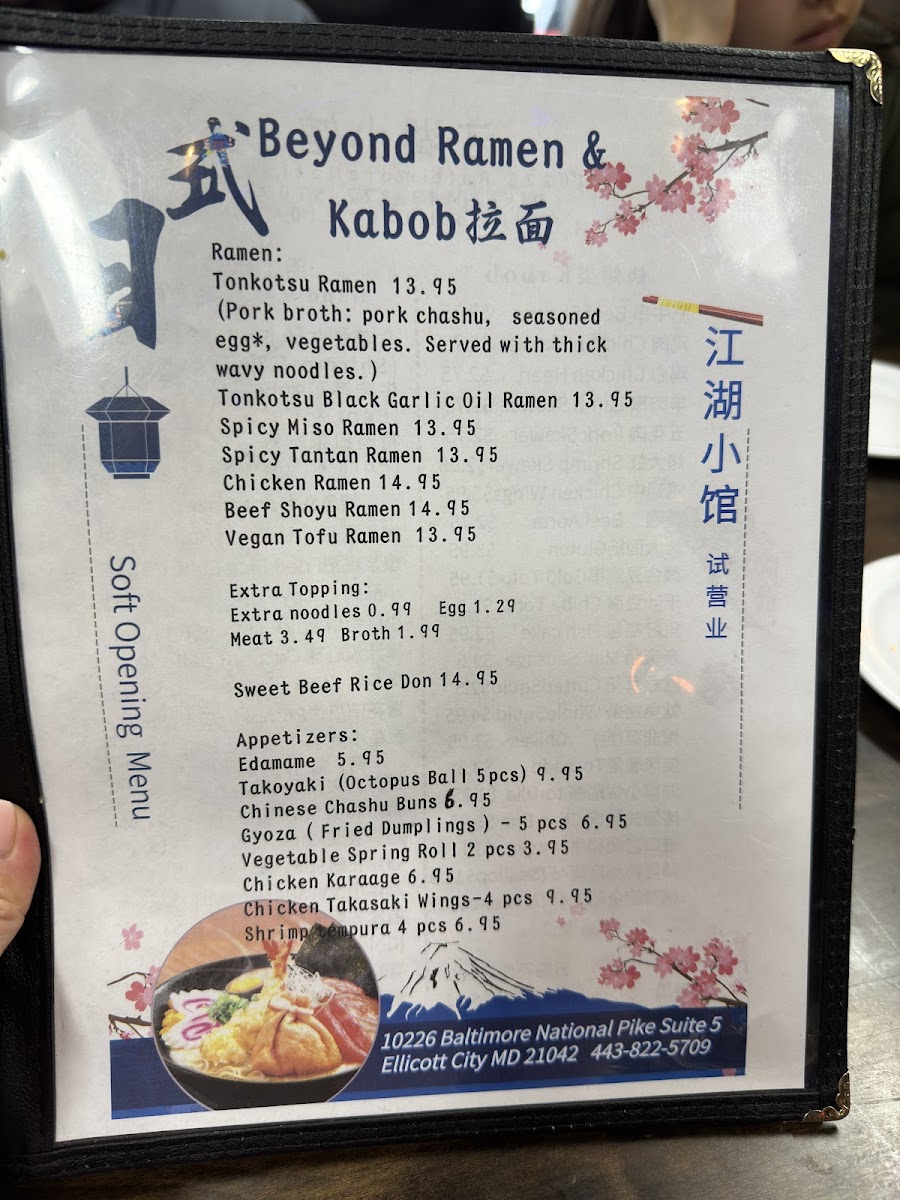 日式
Beyond Ramen &
Kabob拉面
Ramen:
Tonkotsu Ramen 13.95
(Pork broth: pork chashu, seasoned
egg*, vegetables. Served with thick
wavy noodles.)
Tonkotsu Black Garlic Oil Ramen 13.95
Spicy Miso Ramen 13.95
Spicy Tantan Ramen 13.95
Chicken Ramen 14.95
Beef Shoyu Ramen 14.95
Vegan Tofu Ramen 13.95
Extra Topping:
Extra noodles 0.99 Egg 1.29
Meat 3.49 Broth 1.99
Sweet Beef Rice Don 14.95
Appetizers:
Edamame 5.95
Takoyaki (Octopus Ball 5pcs) 9.95
Chinese Chashu Buns 6.95
Gyoza ( Fried Dumplings ) - 5 pcs 6.95
Vegetable Spring Roll 2 pcs 3.95
Chicken Karaage 6.95
Chicken Takasaki Wings-4 pcs 9.95
Shrimp tempura 4 pcs 6.95
江湖小馆 试营业
Soft Opening Menu
10226 Baltimore National Pike Suite 5
Ellicott City MD 21042 443-822-5709